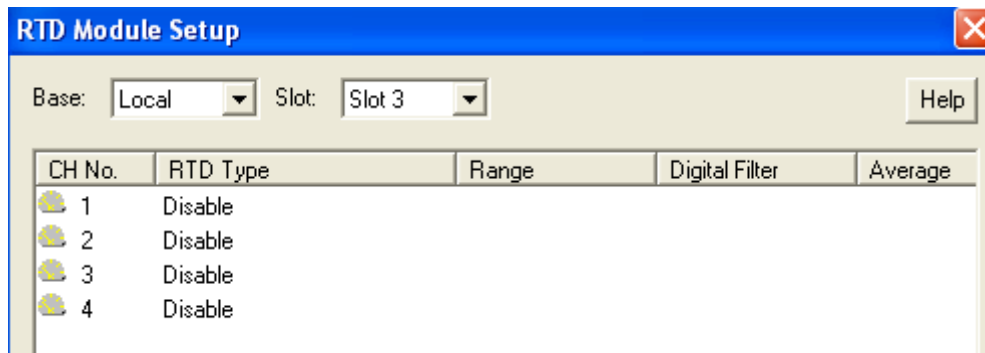 RTD Module Setup
Base: Local Slot: Slot 3 Help
CH No. RTD Type Range Digital Filter Average
1 Disable
2 Disable
3 Disable
4 Disable